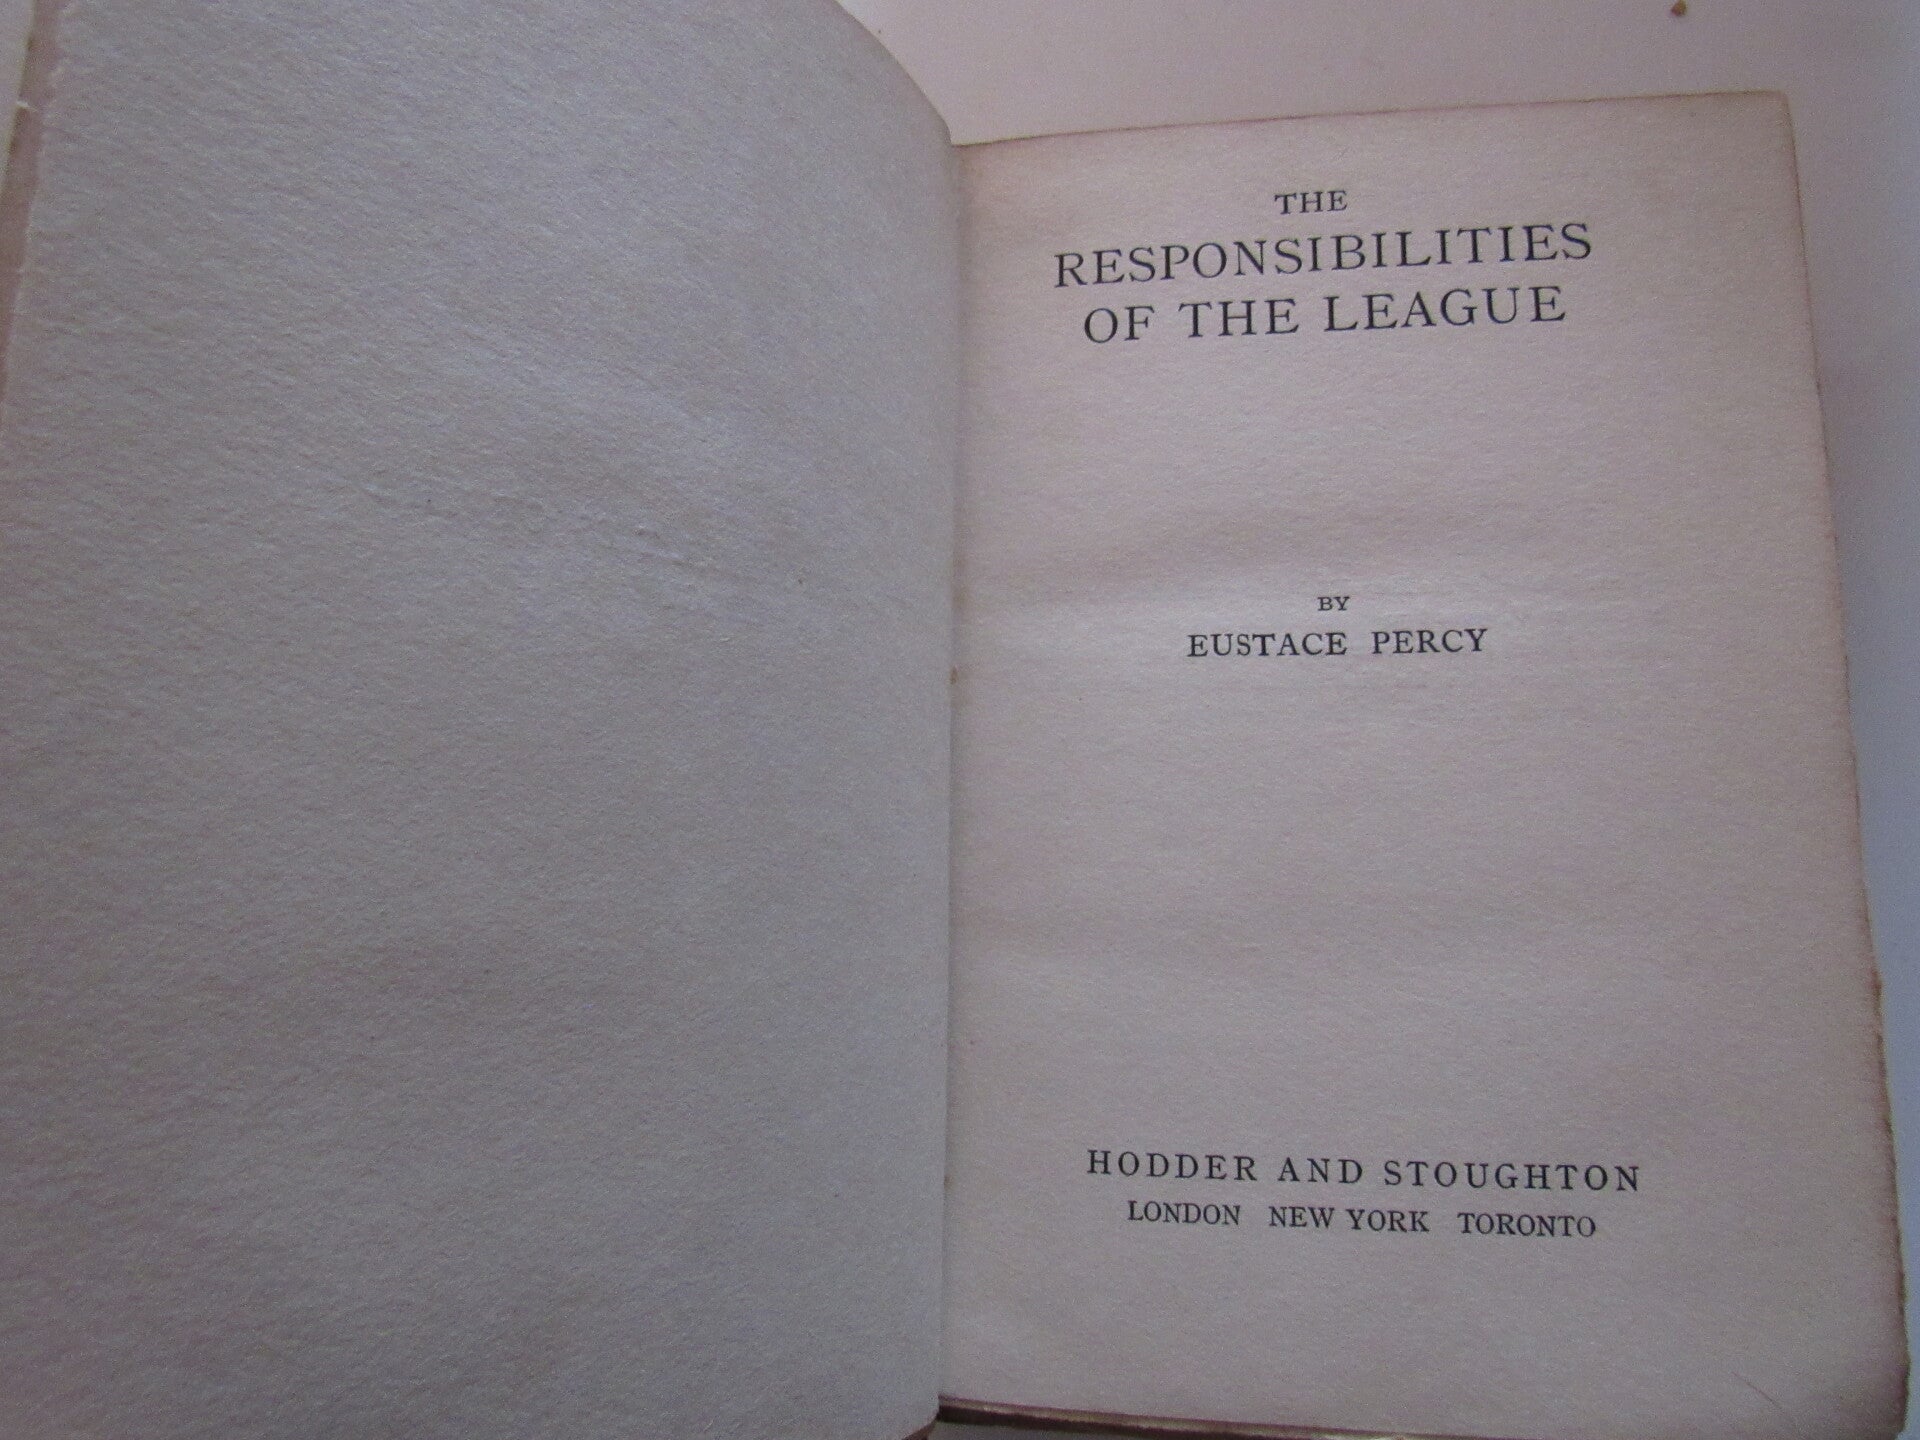 THE
RESPONSIBILITIES
OF THE LEAGUE
BY
EUSTACE PERCY
HODDER AND STOUGHTON
LONDON NEW YORK TORONTO